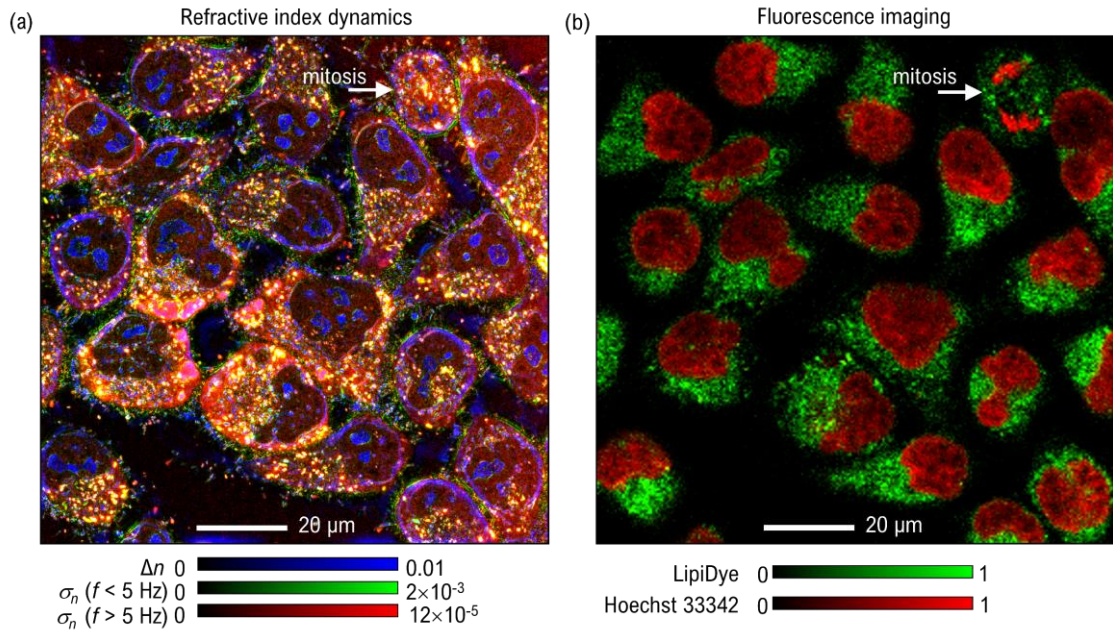 (a) Refractive index dynamics
mitosis
20 µm
Δn 0 0.01
σn (f < 5 Hz) 0 2×10-3
σn (f > 5 Hz) 0 12×10-5
(b) Fluorescence imaging
mitosis
20 µm
LipiDye 0 1
Hoechst 33342 0 1